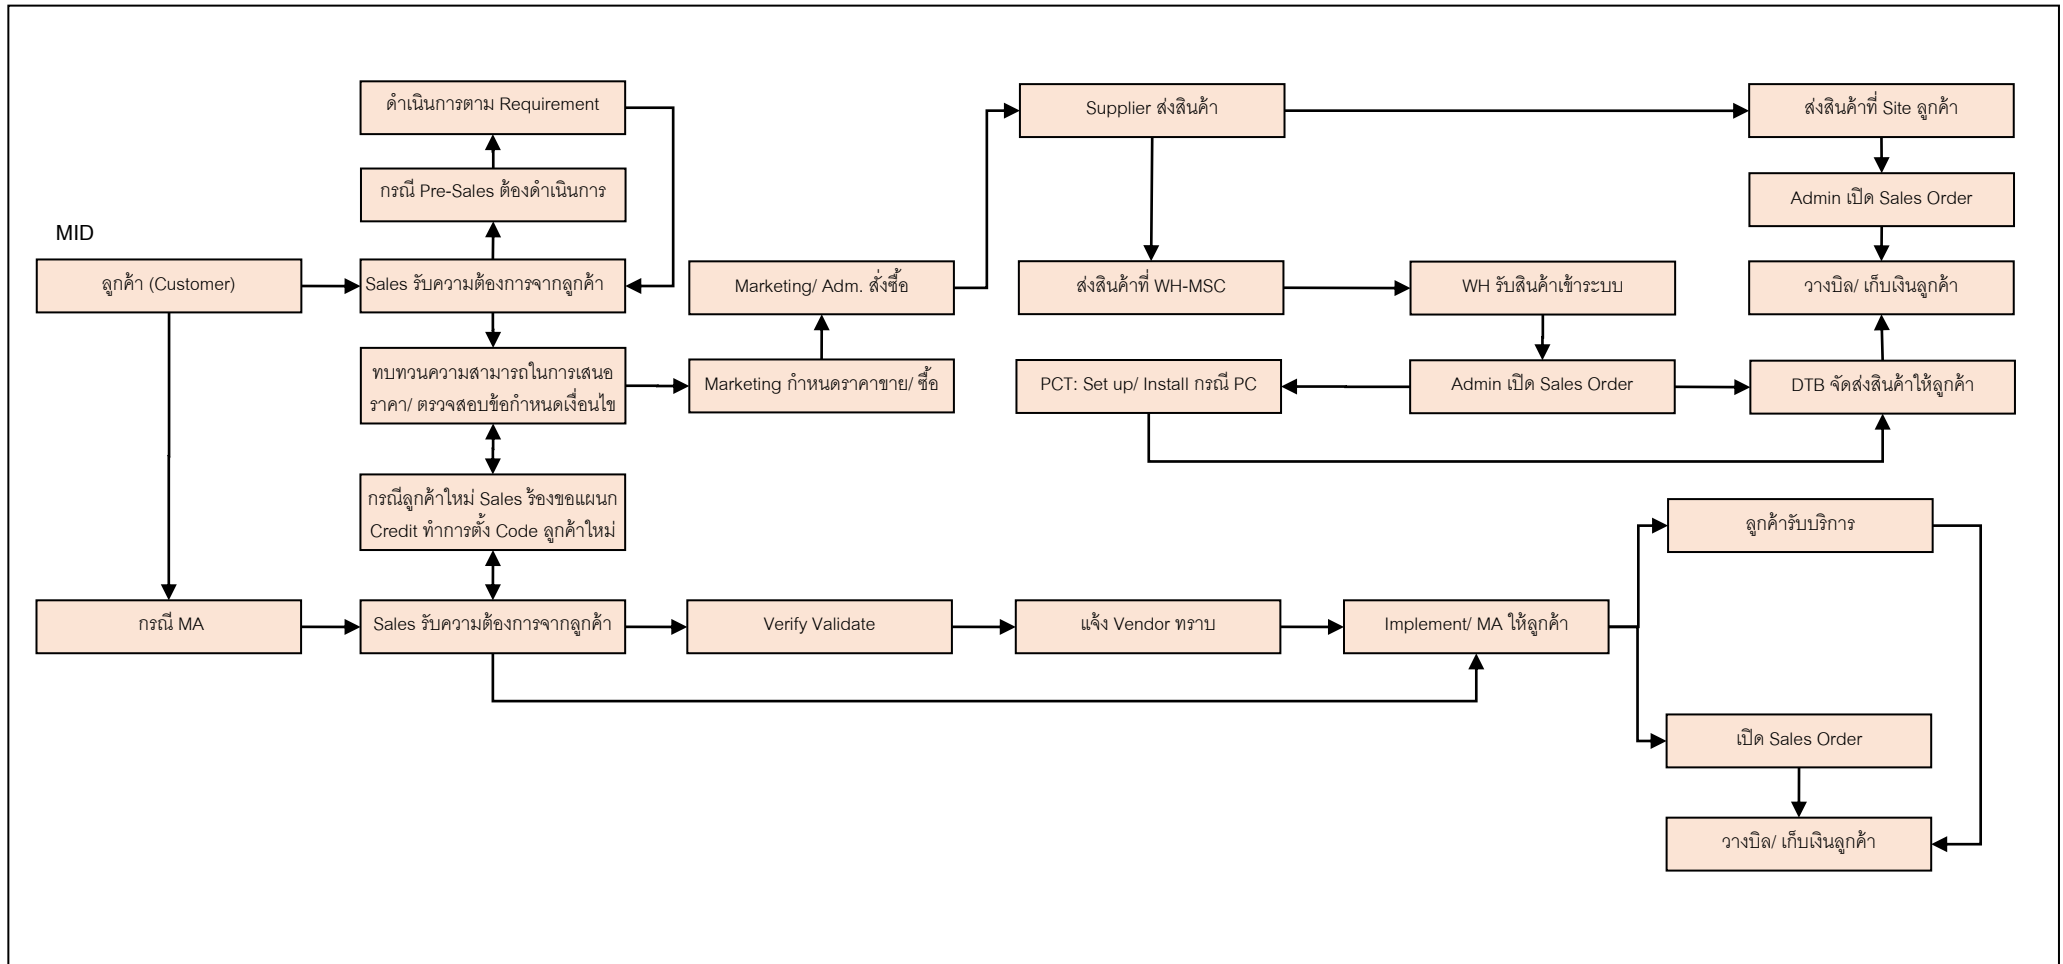 ดำเนินการตาม Requirement
Supplier ส่งสินค้า
ส่งสินค้าที่ Site ลูกค้า
กรณี Pre-Sales ต้องดำเนินการ
Admin เปิด Sales Order
MID
ลูกค้า (Customer)
Sales รับความต้องการจากลูกค้า
Marketing/ Adm. สั่งซื้อ
ส่งสินค้าที่ WH-MSC
WH รับสินค้าเข้าระบบ
วางบิล/ เก็บเงินลูกค้า
ทบทวนความสามารถในการเสนอ
ราคา/ ตรวจสอบข้อกำหนดเงื่อนไข
Marketing กำหนดราคาขาย/ ซื้อ
PCT: Set up/ Install กรณี PC
Admin เปิด Sales Order
DTB จัดส่งสินค้าให้ลูกค้า
กรณีลูกค้าใหม่ Sales ร้องขอแผนก
Credit ทำการตั้ง Code ลูกค้าใหม่
ลูกค้ารับบริการ
กรณี MA
Sales รับความต้องการจากลูกค้า
Verify Validate
แจ้ง Vendor ทราบ
Implement/ MA ให้ลูกค้า
เปิด Sales Order
วางบิล/ เก็บเงินลูกค้า